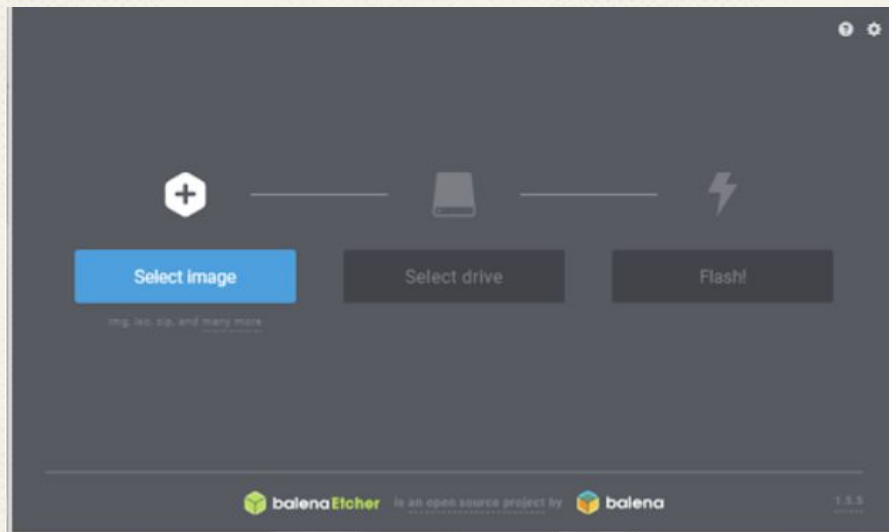 Select image
Select drive
Flash!
img, iso, zip, and many more
balenaEtcher is an open source project by balena
1.5.5